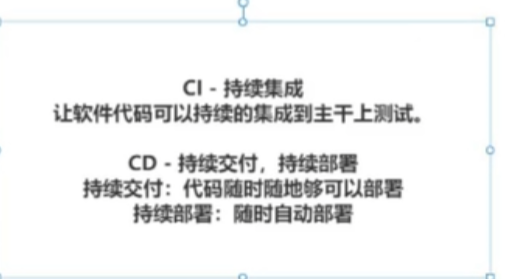 CI - 持续集成
让软件代码可以持续的集成到主干上测试。
CD - 持续交付，持续部署
持续交付：代码随时随地够可以部署
持续部署：随时自动部署